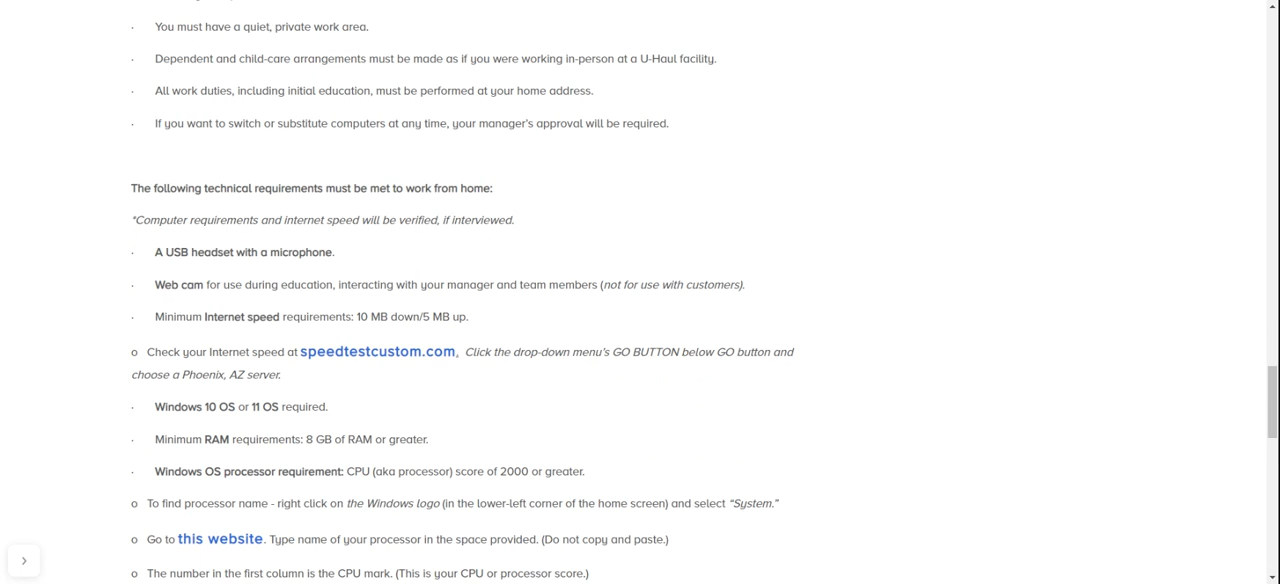 · You must have a quiet, private work area.
· Dependent and child-care arrangements must be made as if you were working in-person at a U-Haul facility.
· All work duties, including initial education, must be performed at your home address.
· If you want to switch or substitute computers at any time, your manager's approval will be required.
The following technical requirements must be met to work from home:
*Computer requirements and internet speed will be verified, if interviewed.
· A USB headset with a microphone.
· Web cam for use during education, interacting with your manager and team members (not for use with customers).
· Minimum Internet speed requirements: 10 MB down/5 MB up.
o Check your Internet speed at speedtestcustom.com, Click the drop-down menu's GO BUTTON below GO button and
choose a Phoenix, AZ server.
· Windows 10 OS or 11 OS required.
· Minimum RAM requirements: 8 GB of RAM or greater.
· Windows OS processor requirement: CPU (aka processor) score of 2000 or greater.
o To find processor name - right click on the Windows logo (in the lower-left corner of the home screen) and select “System.”
o Go to this website. Type name of your processor in the space provided. (Do not copy and paste.)
o The number in the first column is the CPU mark. (This is your CPU or processor score.)